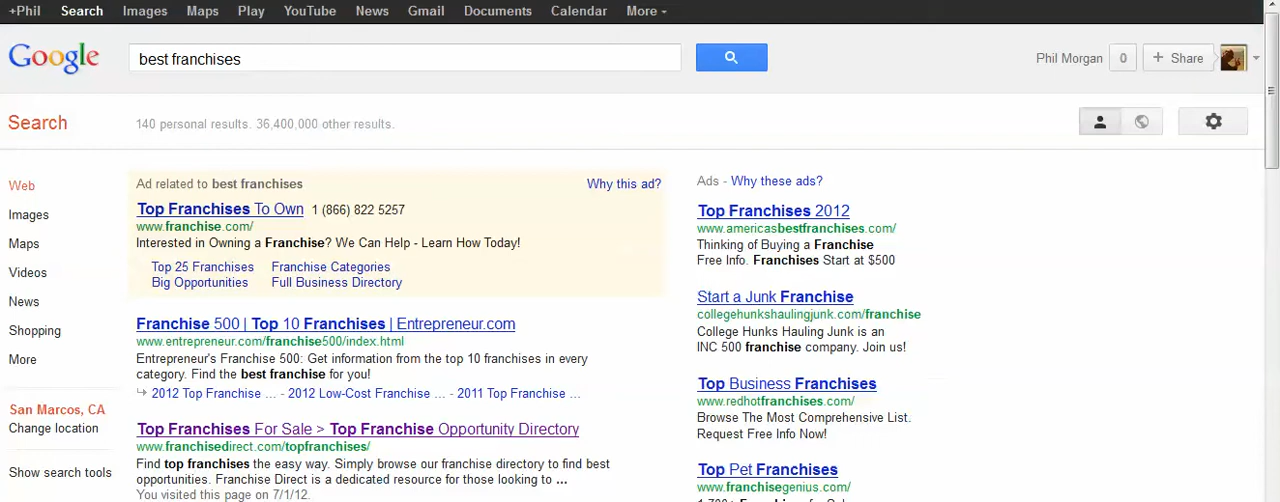 +Phil Search Images Maps Play YouTube News Gmail Documents Calendar More
Google best franchises Phil Morgan 0 + Share
Search 140 personal results. 36,400,000 other results.
Web
Images
Maps
Videos
News
Shopping
More
San Marcos, CA
Change location
Show search tools
Ad related to best franchises Why this ad?
Top Franchises To Own 1 (866) 822 5257
www.franchise.com/
Interested in Owning a Franchise? We Can Help - Learn How Today!
Top 25 Franchises Franchise Categories
Big Opportunities Full Business Directory
Franchise 500 | Top 10 Franchises | Entrepreneur.com
www.entrepreneur.com/franchise500/index.html
Entrepreneur's Franchise 500: Get information from the top 10 franchises in every
category. Find the best franchise for you!
2012 Top Franchise ... - 2012 Low-Cost Franchise ... - 2011 Top Franchise ...
Top Franchises For Sale > Top Franchise Opportunity Directory
www.franchisedirect.com/topfranchises/
Find top franchises the easy way. Simply browse our franchise directory to find best
opportunities. Franchise Direct is a dedicated resource for those looking to ...
You visited this page on 7/1/12.
Ads - Why these ads?
Top Franchises 2012
www.americasbestfranchises.com/
Thinking of Buying a Franchise
Free Info. Franchises Start at $500
Start a Junk Franchise
collegehunkshaulingjunk.com/franchise
College Hunks Hauling Junk is an
INC 500 franchise company. Join us!
Top Business Franchises
www.redhotfranchises.com/
Browse The Most Comprehensive List.
Request Free Info Now!
Top Pet Franchises
www.franchisegenius.com/